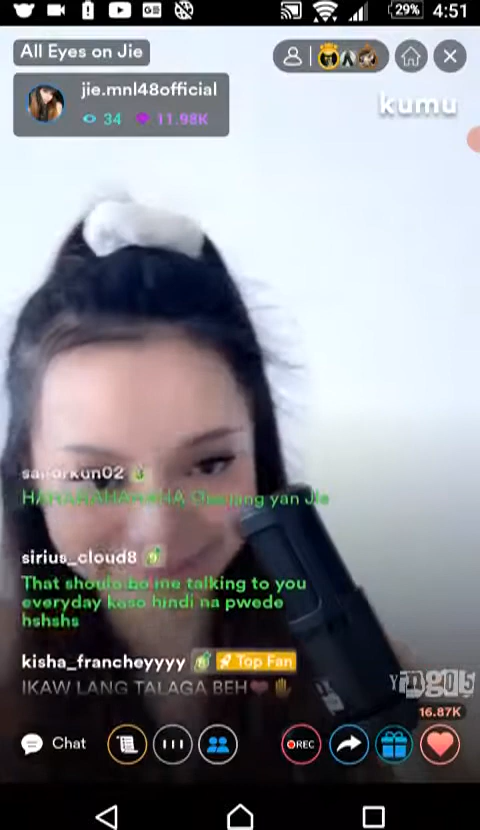 29% 4:51
All Eyes on Jie
jie.mnl48official
34 11.98K
kumu
yan Jie
sirius_cloud8
That should be me talking to you
everyday kaso hindi na pwede
hshshs
kisha_francheyyyy Top Fan
IKAW LANG TALAGA BEH
16.87K
Chat REC